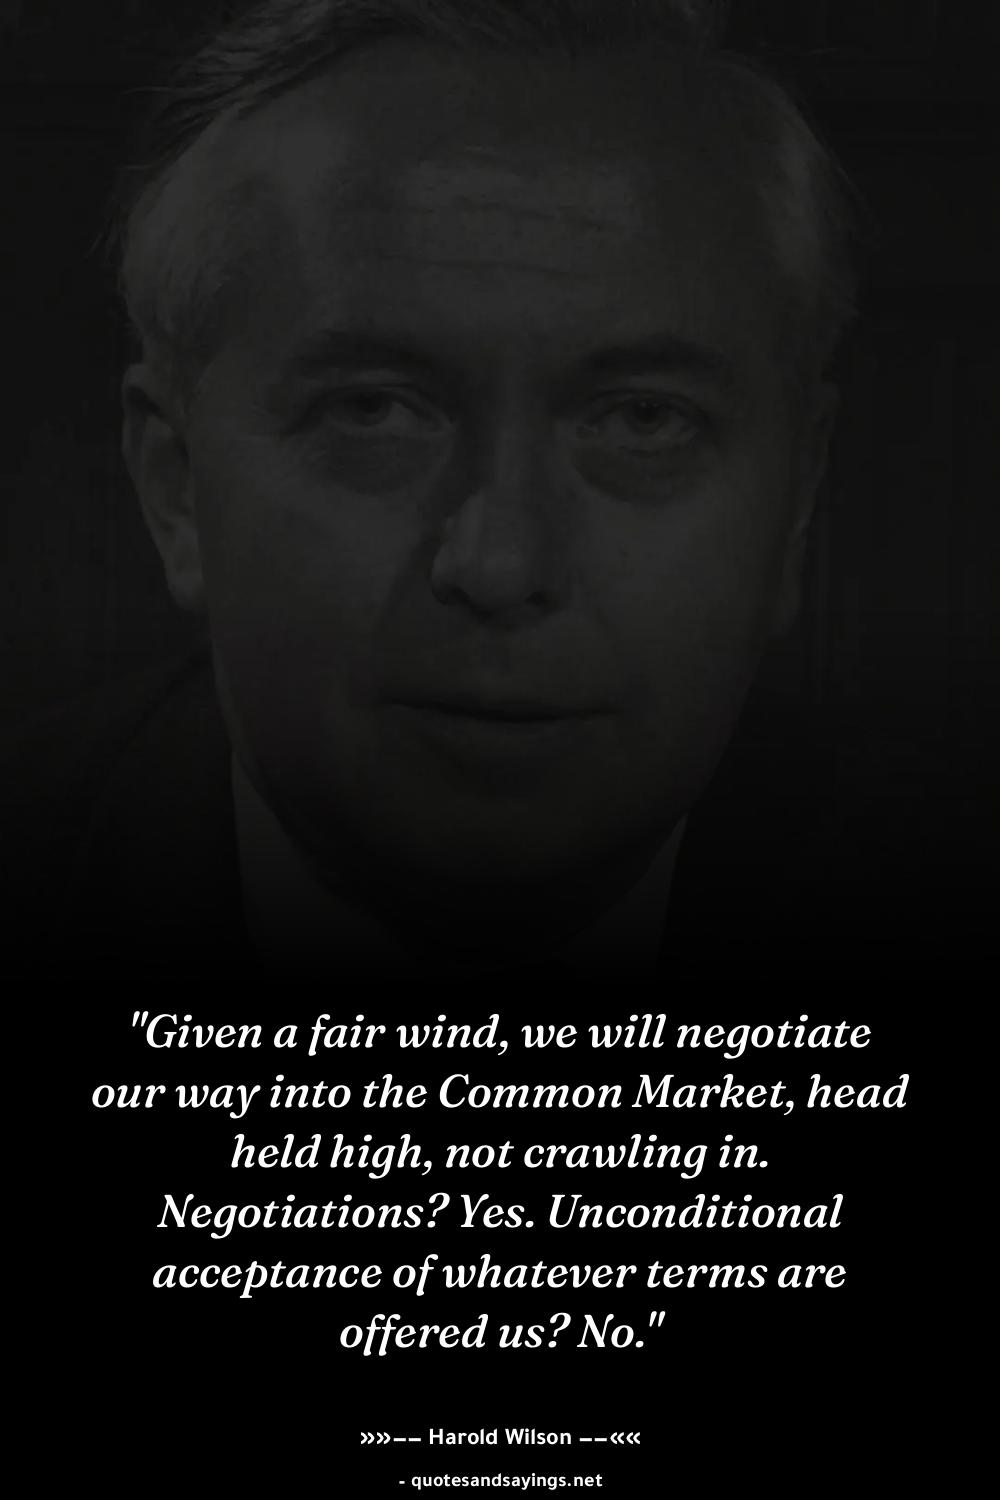 "Given a fair wind, we will negotiate
our way into the Common Market, head
held high, not crawling in.
Negotiations? Yes. Unconditional
acceptance of whatever terms are
offered us? No."
»»−− Harold Wilson −−««
- quotesandsayings.net